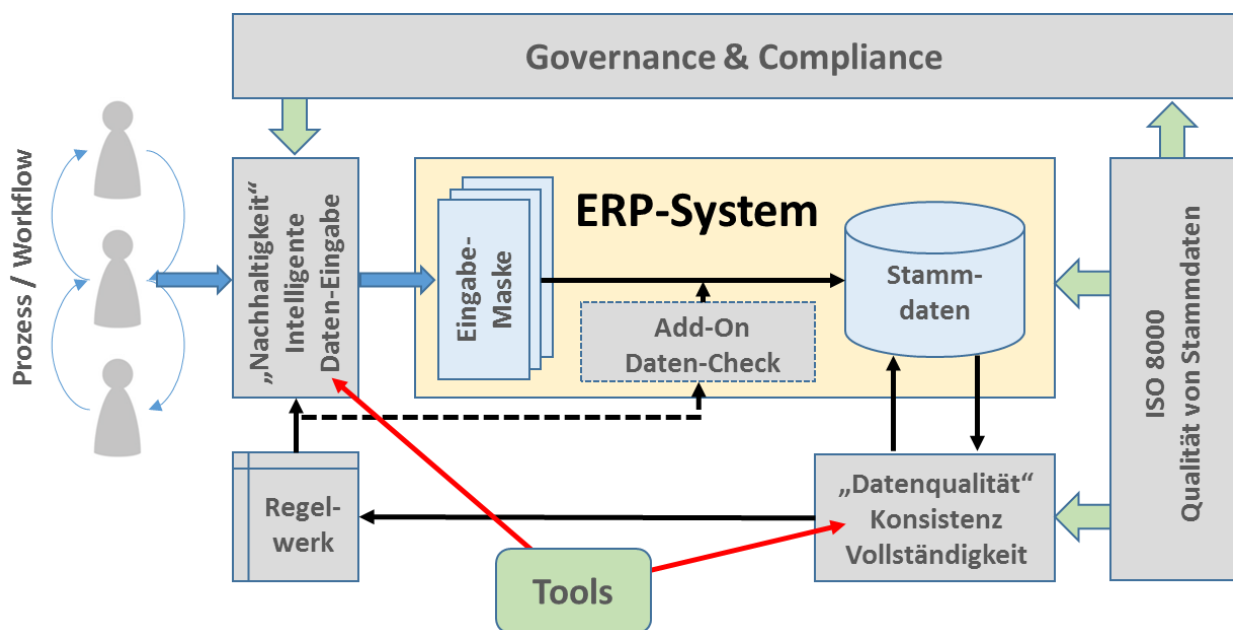 Governance & Compliance
Prozess / Workflow
„Nachhaltigkeit“
Intelligente
Daten-Eingabe
ERP-System
Eingabe-
Maske
Stamm-
daten
Add-On
Daten-Check
ISO 8000
Qualität von Stammdaten
Regel-
werk
„Datenqualität“
Konsistenz
Vollständigkeit
Tools